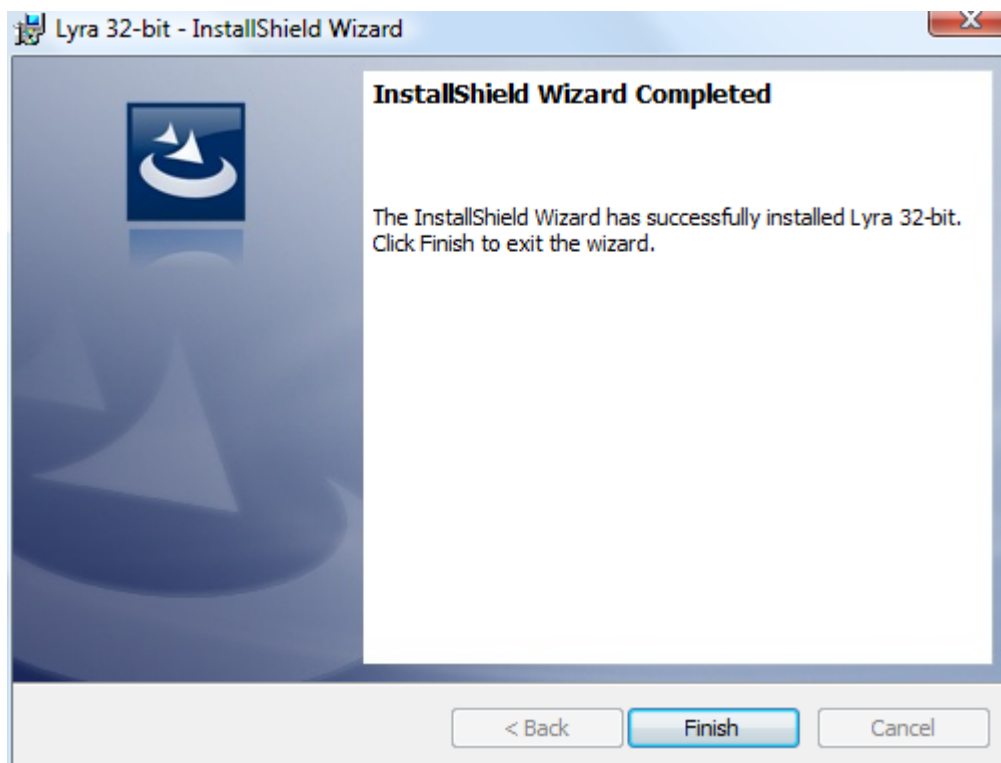 Lyra 32-bit - InstallShield Wizard
InstallShield Wizard Completed
The InstallShield Wizard has successfully installed Lyra 32-bit.
Click Finish to exit the wizard.
< Back Finish Cancel